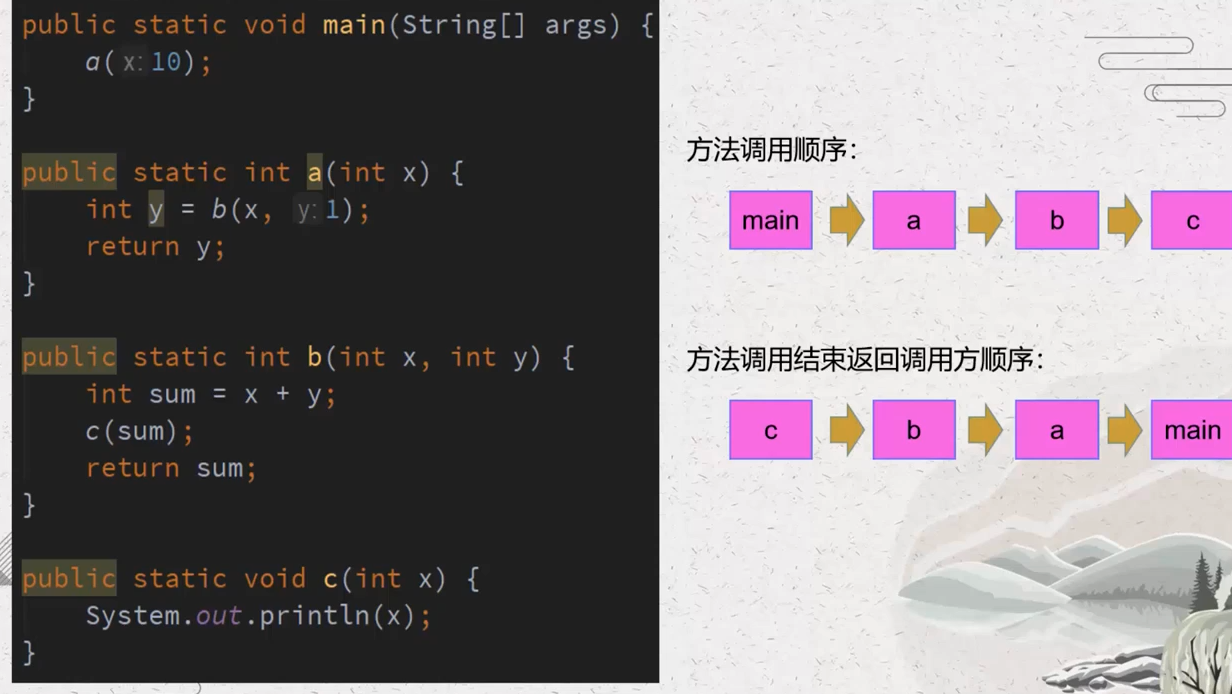 public static void main(String[] args) {
a( x: 10);
}
public static int a(int x) {
int y = b(x, y: 1);
return y;
}
public static int b(int x, int y) {
int sum = x + y;
c(sum);
return sum;
}
public static void c(int x) {
System.out.println(x);
}
方法调用顺序:
main a b c
方法调用结束返回调用方顺序:
c b a main